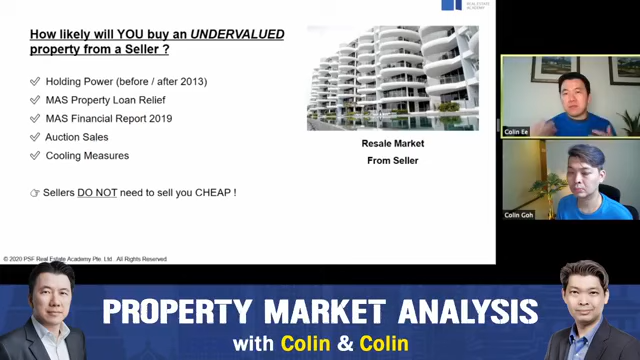 REAL ESTATE
ACADEMY
How likely will YOU buy an UNDERVALUED
property from a Seller ?
Holding Power (before / after 2013)
MAS Property Loan Relief
MAS Financial Report 2019
Auction Sales
Cooling Measures
Sellers DO NOT need to sell you CHEAP !
Resale Market
From Seller
© 2020 PSF Real Estate Academy Pte. Ltd. All Rights Reserved
Colin Ee
Colin Goh
PROPERTY MARKET ANALYSIS
with Colin & Colin